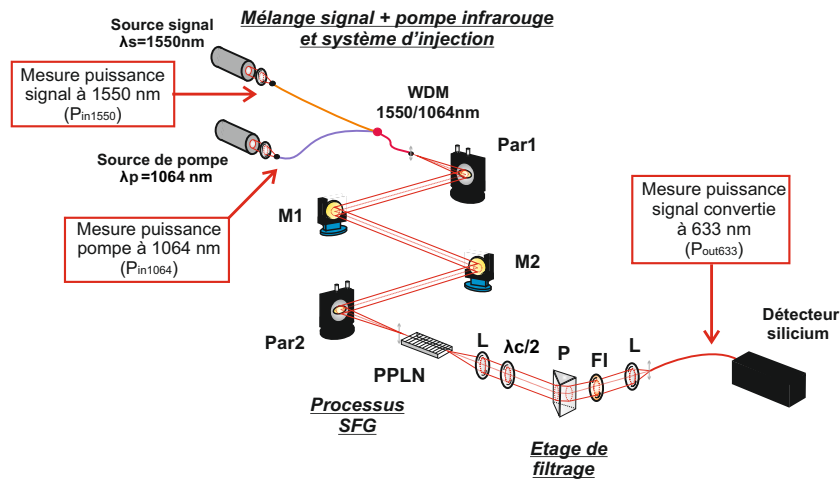 Mélange signal + pompe infrarouge
et système d'injection
Source signal
λs=1550nm
Mesure puissance
signal à 1550 nm
(Pin1550)
WDM
1550/1064nm
Source de pompe
λp=1064 nm
Mesure puissance
pompe à 1064 nm
(Pin1064)
Par1
M1
M2
Par2
Mesure puissance
signal convertie
à 633 nm
(Pout633)
Détecteur
silicium
PPLN
L
λc/2
P
FI
L
Processus
SFG
Etage de
filtrage